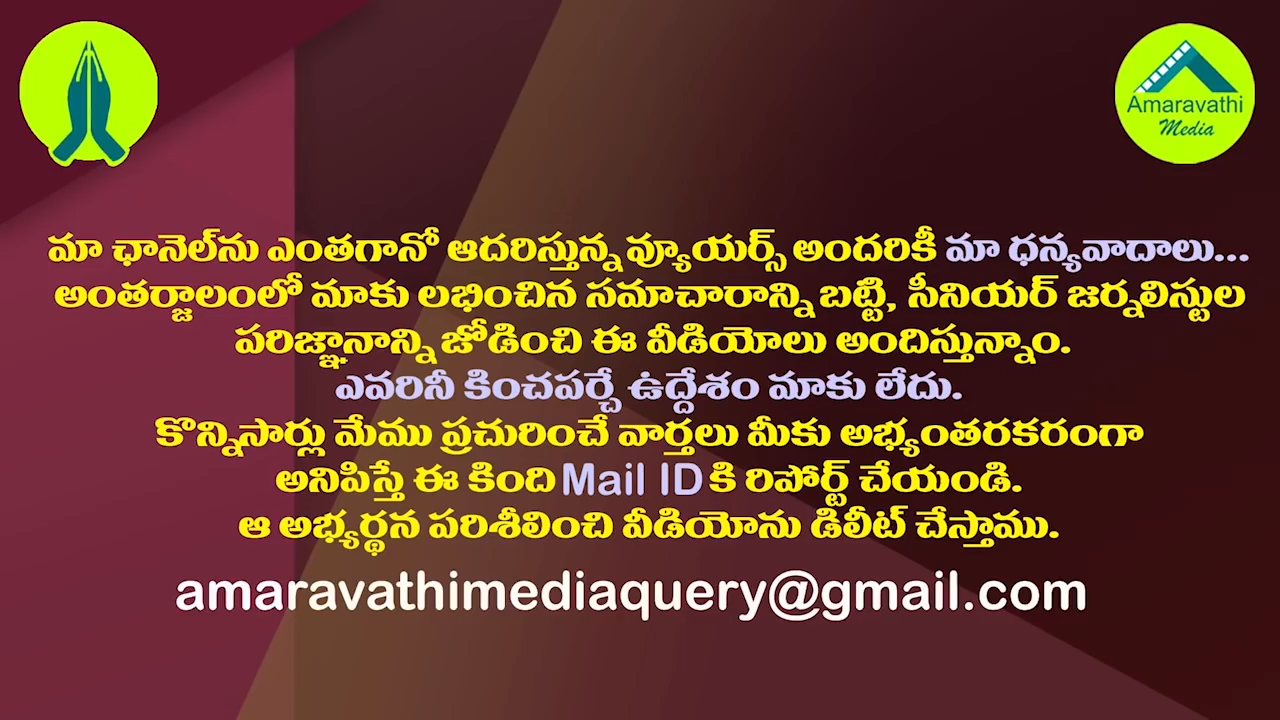 Amaravathi
Media
మా ఛానెల్‌ను ఎంతగానో ఆదరిస్తున్న వ్యూయర్స్ అందరికీ మా ధన్యవాదాలు...
అంతర్జాలంలో మాకు లభించిన సమాచారాన్ని బట్టి, సీనియర్ జర్నలిస్టుల
పరిజ్ఞానాన్ని జోడించి ఈ వీడియోలు అందిస్తున్నాం.
ఎవరినీ కించపర్చే ఉద్దేశం మాకు లేదు.
కొన్నిసార్లు మేము ప్రచురించే వార్తలు మీకు అభ్యంతరకరంగా
అనిపిస్తే ఈ కింది Mail ID కి రిపోర్ట్ చేయండి.
ఆ అభ్యర్థన పరిశీలించి వీడియోను డిలీట్ చేస్తాము.
amaravathimediaquery@gmail.com